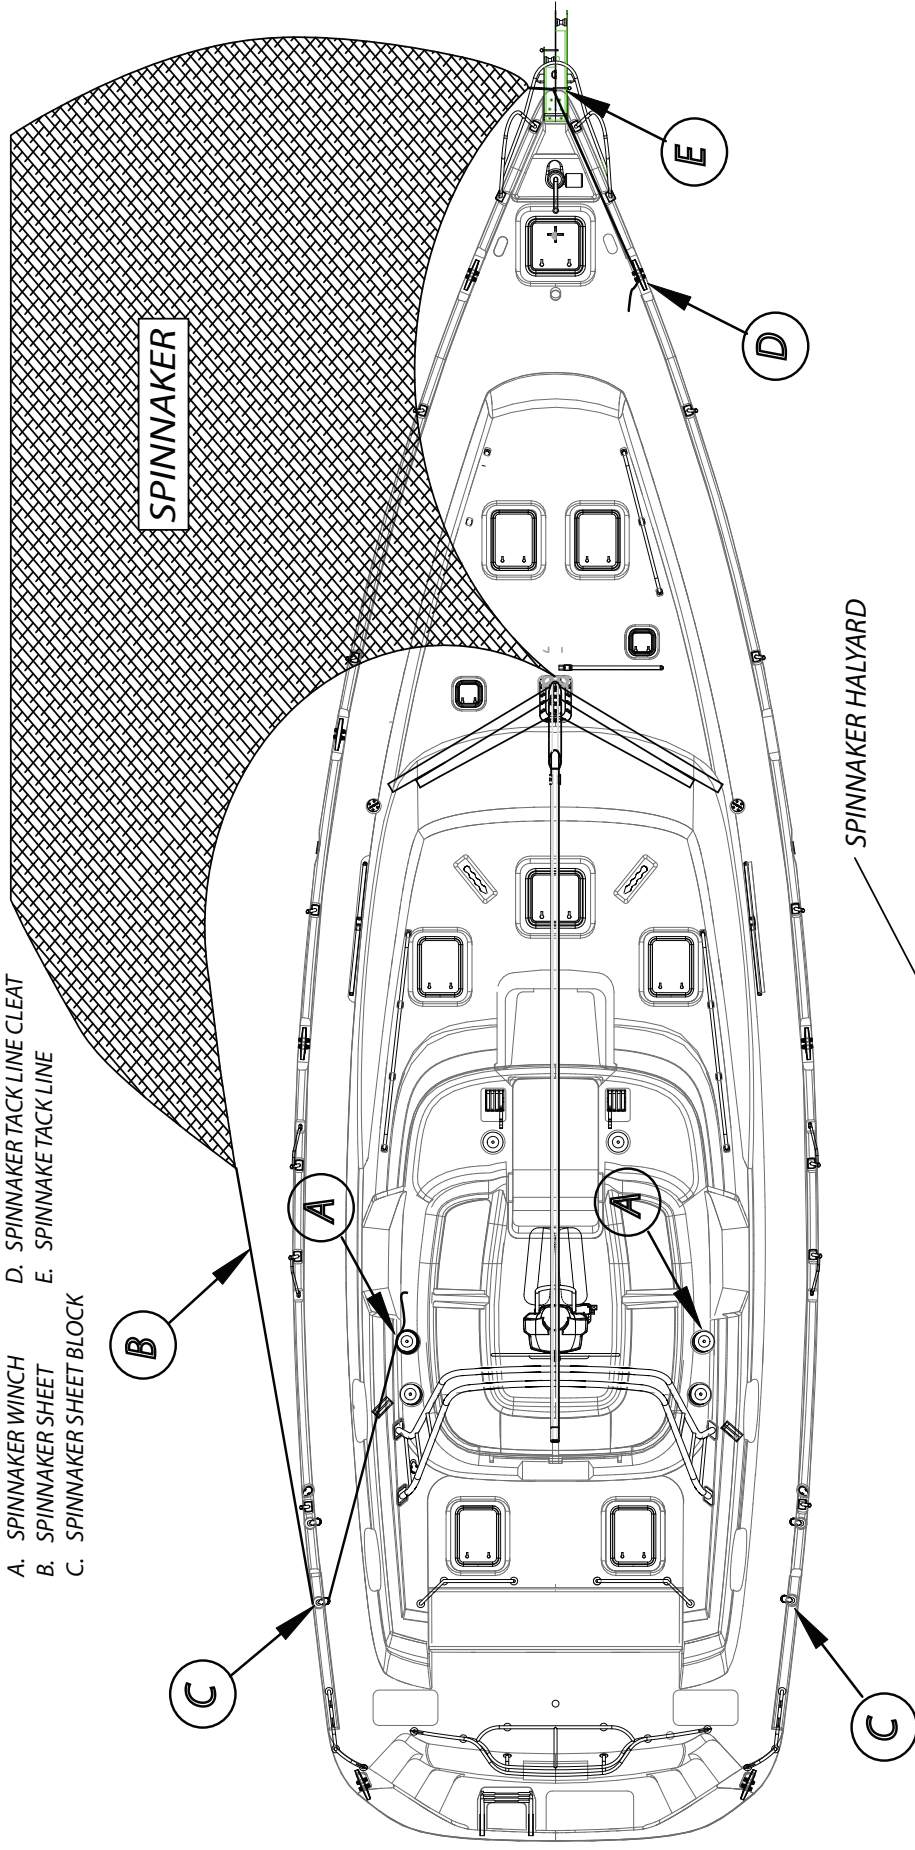 A. SPINNAKER WINCH
B. SPINNAKER SHEET
C. SPINNAKER SHEET BLOCK
D. SPINNAKER TACK LINE CLEAT
E. SPINNAKE TACK LINE
SPINNAKER
B
A
A
C
C
D
E
SPINNAKER HALYARD